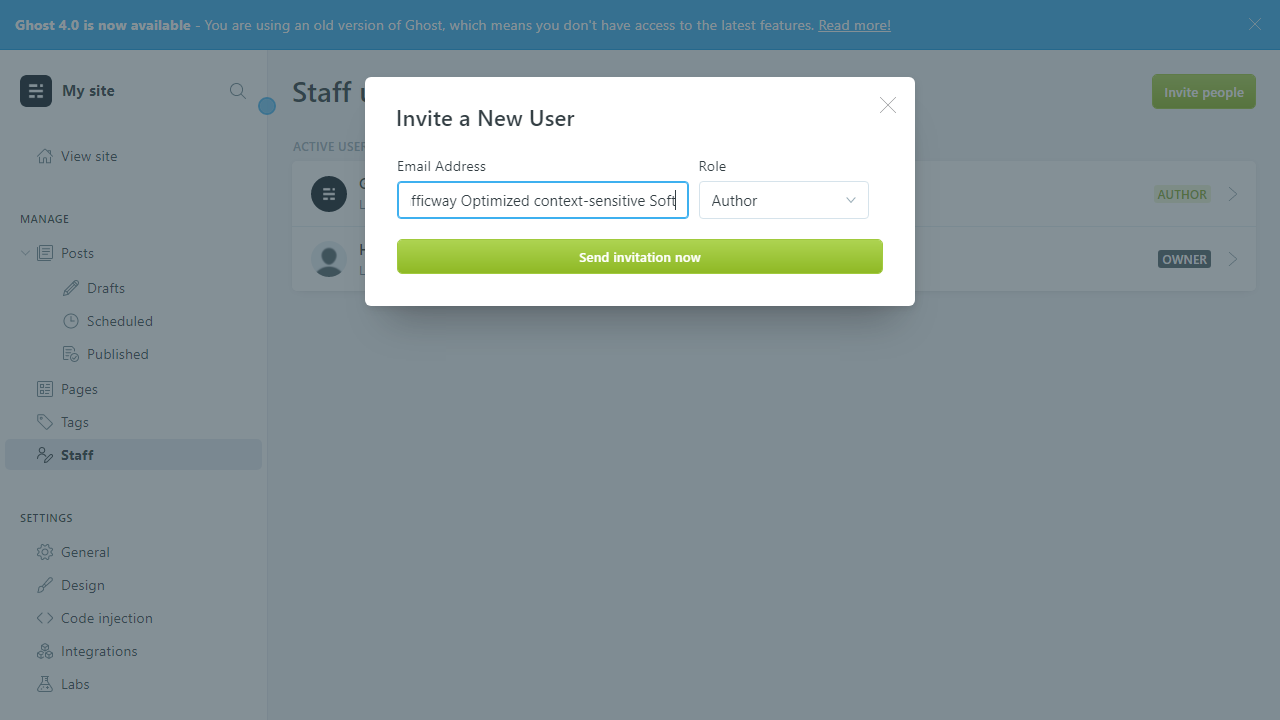 Ghost 4.0 is now available - You are using an old version of Ghost, which means you don't have access to the latest features. Read more!
My site
View site
MANAGE
Posts
Drafts
Scheduled
Published
Pages
Tags
Staff
SETTINGS
General
Design
Code injection
Integrations
Labs
Staff
Invite people
ACTIVE USER
AUTHOR
OWNER
Invite a New User
Email Address
Role
fficway Optimized context-sensitive Soft
Author
Send invitation now